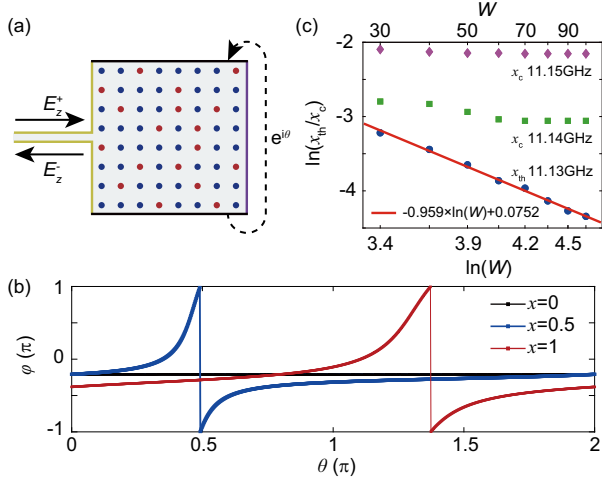 (a)
E_z^+
E_z^-
e^{iθ}
(c)
W
30 50 70 90
-2
-3
-4
ln(x_th/x_c)
x_c 11.15GHz
x_c 11.14GHz
x_th 11.13GHz
-0.959×ln(W)+0.0752
3.4 3.9 4.2 4.5
ln(W)
(b)
1
0
-1
φ (π)
x=0
x=0.5
x=1
0 0.5 1 1.5 2
θ (π)